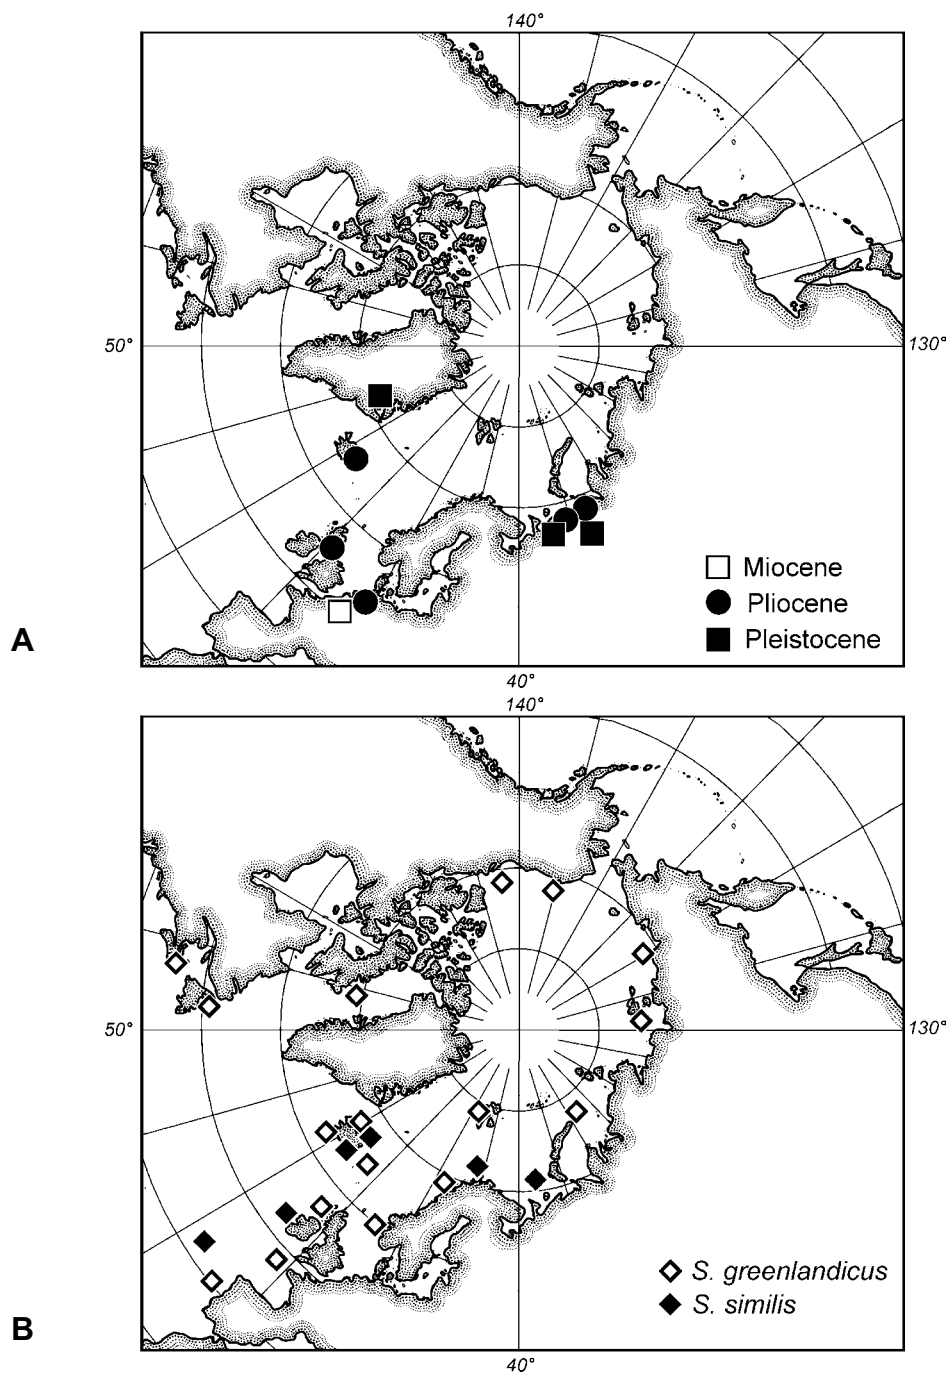 A
140°
50°
130°
Miocene
Pliocene
Pleistocene
40°
B
140°
50°
130°
S. greenlandicus
S. similis
40°